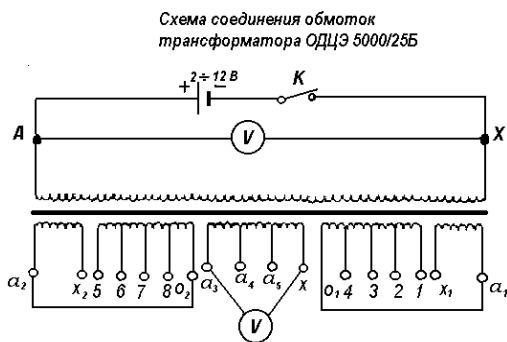 Схема соединения обмоток
трансформатора ОДЦЭ 5000/25Б
+ 2÷12 В − К
А V Х
a₂ x₂ 5 6 7 8 o₂ a₃ a₄ a₅ x o₁ 4 3 2 1 x₁ a₁
V